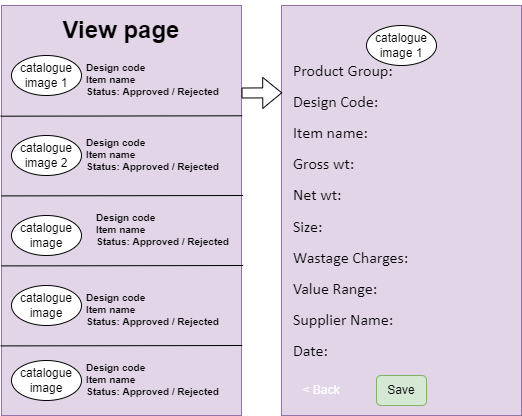 View page
catalogue
image 1
Design code
Item name
Status: Approved / Rejected
catalogue
image 2
Design code
Item name
Status: Approved / Rejected
catalogue
image
Design code
Item name
Status: Approved / Rejected
catalogue
image
Design code
Item name
Status: Approved / Rejected
catalogue
image
Design code
Item name
Status: Approved / Rejected
catalogue
image 1
Product Group:
Design Code:
Item name:
Gross wt:
Net wt:
Size:
Wastage Charges:
Value Range:
Supplier Name:
Date:
< Back
Save